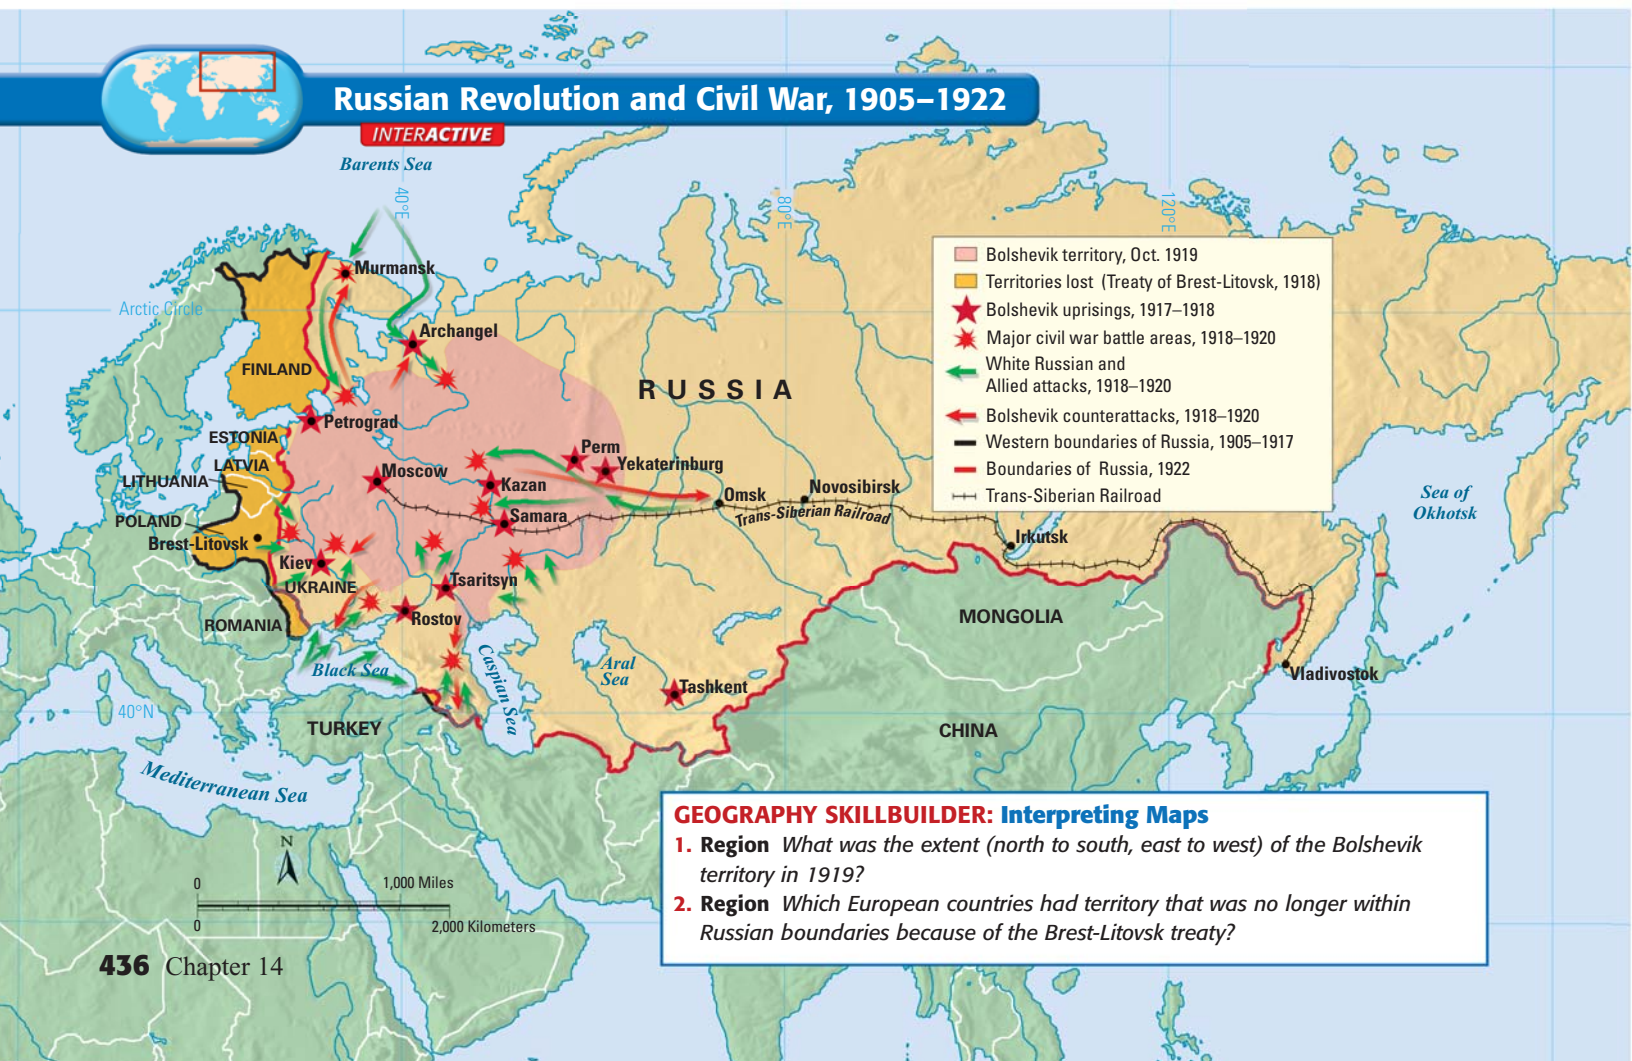 Russian Revolution and Civil War, 1905–1922
INTERACTIVE
Barents Sea
40°E
80°E
120°E
Murmansk
Arctic Circle
Archangel
FINLAND
RUSSIA
Petrograd
ESTONIA
LATVIA
LITHUANIA
Moscow
Perm
Yekaterinburg
Kazan
Omsk
Novosibirsk
Samara
Trans-Siberian Railroad
POLAND
Brest-Litovsk
Irkutsk
Sea of
Okhotsk
Kiev
UKRAINE
Tsaritsyn
ROMANIA
Rostov
MONGOLIA
Black Sea
Caspian Sea
Aral
Sea
Tashkent
Vladivostok
40°N
TURKEY
CHINA
Mediterranean Sea
Bolshevik territory, Oct. 1919
Territories lost (Treaty of Brest-Litovsk, 1918)
Bolshevik uprisings, 1917–1918
Major civil war battle areas, 1918–1920
White Russian and
Allied attacks, 1918–1920
Bolshevik counterattacks, 1918–1920
Western boundaries of Russia, 1905–1917
Boundaries of Russia, 1922
Trans-Siberian Railroad
GEOGRAPHY SKILLBUILDER: Interpreting Maps
1. Region What was the extent (north to south, east to west) of the Bolshevik
territory in 1919?
2. Region Which European countries had territory that was no longer within
Russian boundaries because of the Brest-Litovsk treaty?
N
0 1,000 Miles
0 2,000 Kilometers
436 Chapter 14